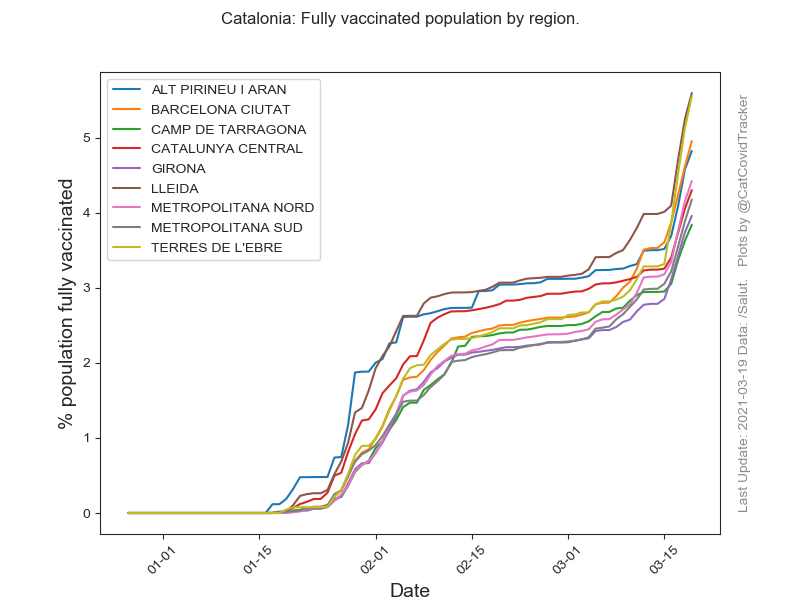 Catalonia: Fully vaccinated population by region.
ALT PIRINEU I ARAN
BARCELONA CIUTAT
CAMP DE TARRAGONA
CATALUNYA CENTRAL
GIRONA
LLEIDA
METROPOLITANA NORD
METROPOLITANA SUD
TERRES DE L'EBRE
% population fully vaccinated
5
4
3
2
1
0
01-01
01-15
02-01
02-15
03-01
03-15
Date
Last Update: 2021-03-19 Data: /Salut    Plots by @CatCovidTracker